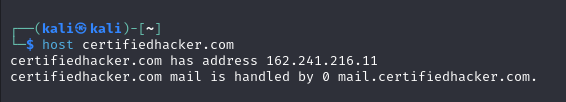 ┌──(kali㉿kali)-[~]
└─$ host certifiedhacker.com
certifiedhacker.com has address 162.241.216.11
certifiedhacker.com mail is handled by 0 mail.certifiedhacker.com.